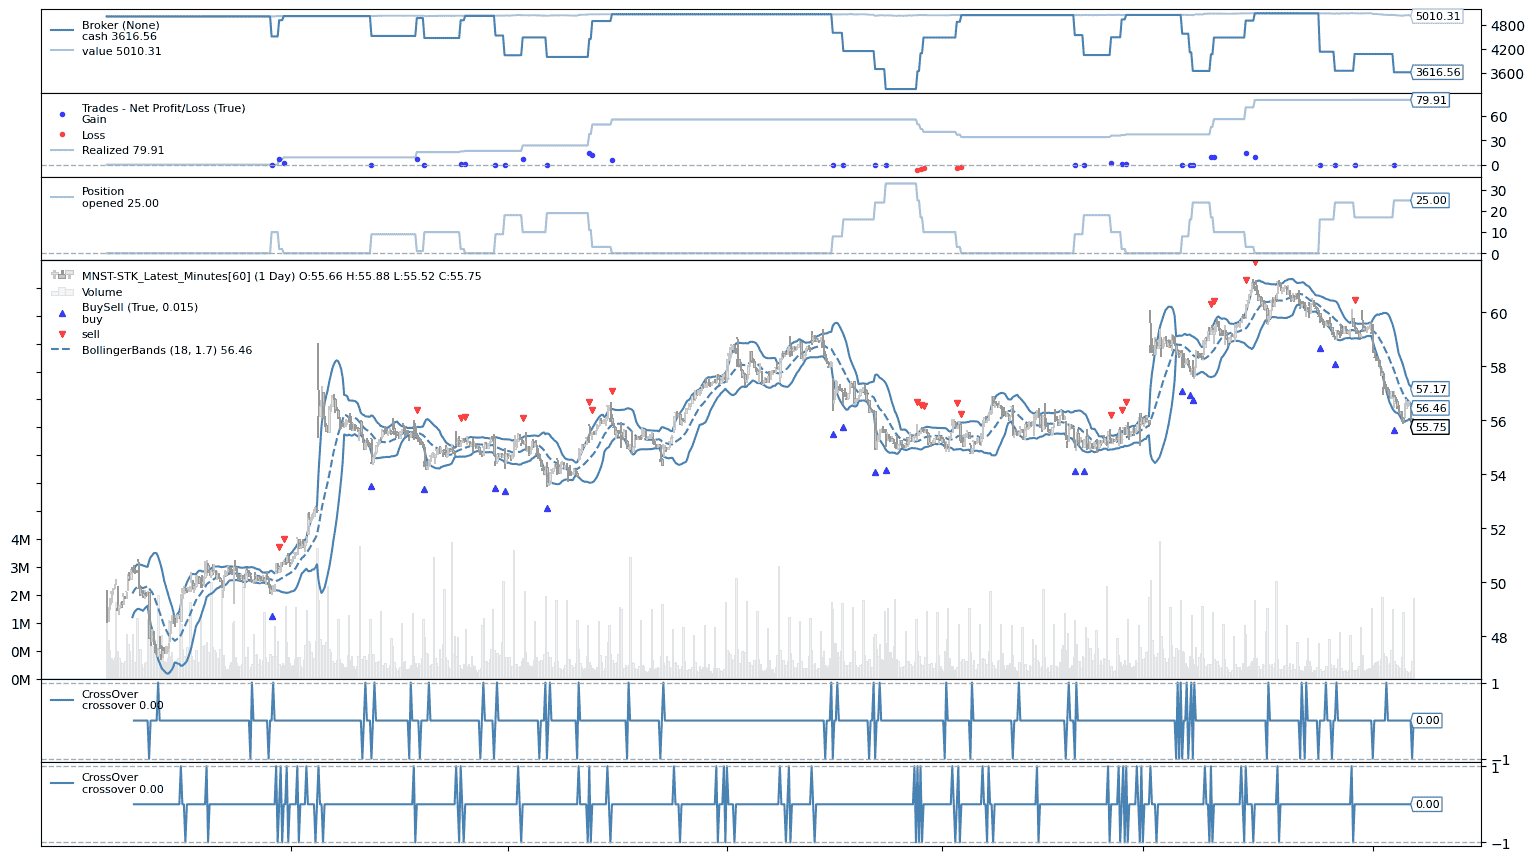 Broker (None)
cash 3616.56
value 5010.31
5010.31
4800
4200
3600
3616.56
Trades - Net Profit/Loss (True)
Gain
Loss
Realized 79.91
79.91
60
30
0
Position
opened 25.00
30
20
10
0
25.00
MNST-STK_Latest_Minutes[60] (1 Day) O:55.66 H:55.88 L:55.52 C:55.75
Volume
BuySell (True, 0.015)
buy
sell
BollingerBands (18, 1.7) 56.46
60
58
57.17
56.46
56
55.75
54
52
50
48
4M
3M
2M
1M
0M
0M
CrossOver
crossover 0.00
1
0.00
−1
CrossOver
crossover 0.00
1
0.00
−1